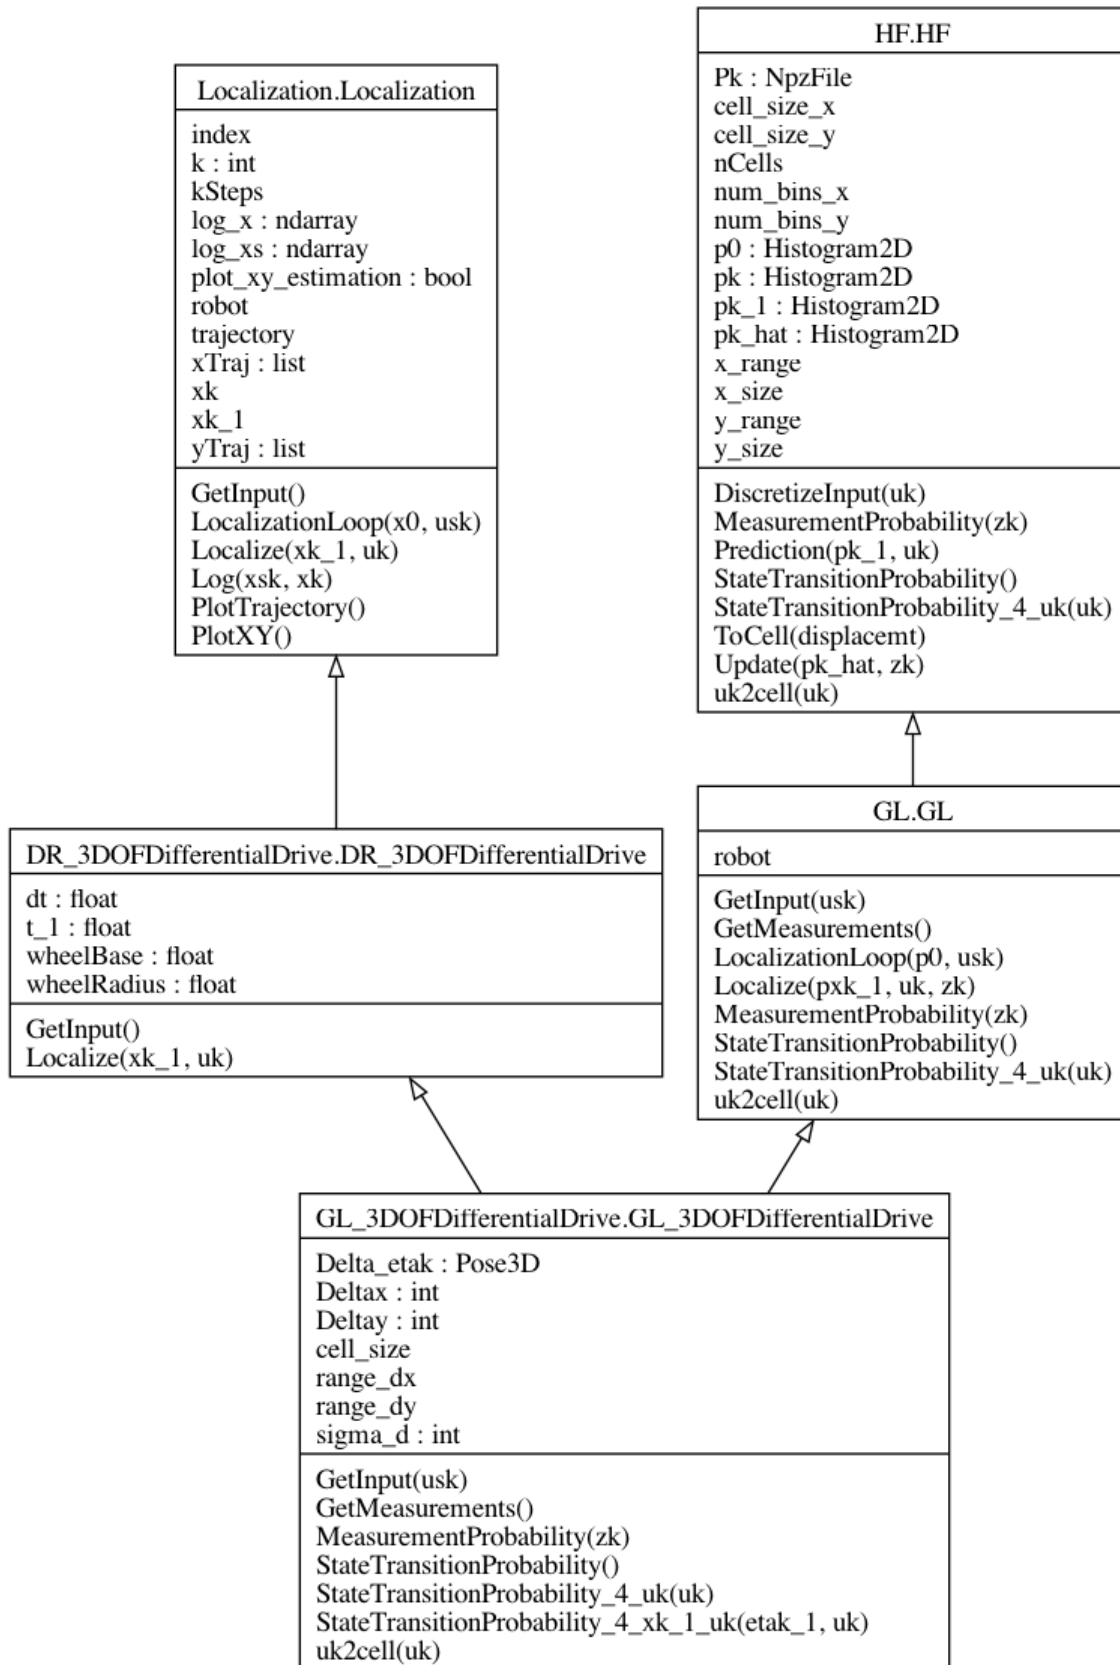 Localization.Localization
index
k : int
kSteps
log_x : ndarray
log_xs : ndarray
plot_xy_estimation : bool
robot
trajectory
xTraj : list
xk
xk_1
yTraj : list
GetInput()
LocalizationLoop(x0, usk)
Localize(xk_1, uk)
Log(xsk, xk)
PlotTrajectory()
PlotXY()
HF.HF
Pk : NpzFile
cell_size_x
cell_size_y
nCells
num_bins_x
num_bins_y
p0 : Histogram2D
pk : Histogram2D
pk_1 : Histogram2D
pk_hat : Histogram2D
x_range
x_size
y_range
y_size
DiscretizeInput(uk)
MeasurementProbability(zk)
Prediction(pk_1, uk)
StateTransitionProbability()
StateTransitionProbability_4_uk(uk)
ToCell(displacemt)
Update(pk_hat, zk)
uk2cell(uk)
DR_3DOFDifferentialDrive.DR_3DOFDifferentialDrive
dt : float
t_1 : float
wheelBase : float
wheelRadius : float
GetInput()
Localize(xk_1, uk)
GL.GL
robot
GetInput(usk)
GetMeasurements()
LocalizationLoop(p0, usk)
Localize(pxk_1, uk, zk)
MeasurementProbability(zk)
StateTransitionProbability()
StateTransitionProbability_4_uk(uk)
uk2cell(uk)
GL_3DOFDifferentialDrive.GL_3DOFDifferentialDrive
Delta_etak : Pose3D
Deltax : int
Deltay : int
cell_size
range_dx
range_dy
sigma_d : int
GetInput(usk)
GetMeasurements()
MeasurementProbability(zk)
StateTransitionProbability()
StateTransitionProbability_4_uk(uk)
StateTransitionProbability_4_xk_1_uk(etak_1, uk)
uk2cell(uk)